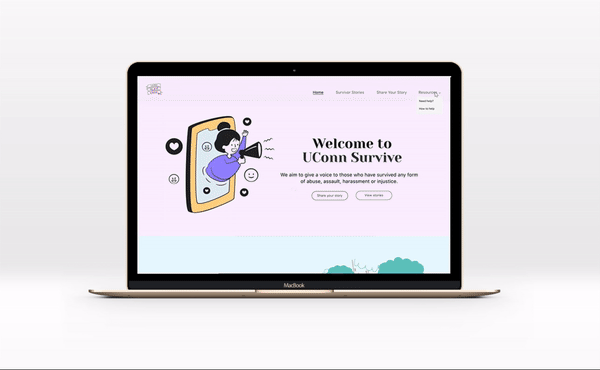 Home
Survivor Stories
Share Your Story
Resources
Need help?
How to help
Welcome to
UConn Survive
We aim to give a voice to those who have survived any form
of abuse, assault, harassment or injustice.
Share your story
View stories
MacBook